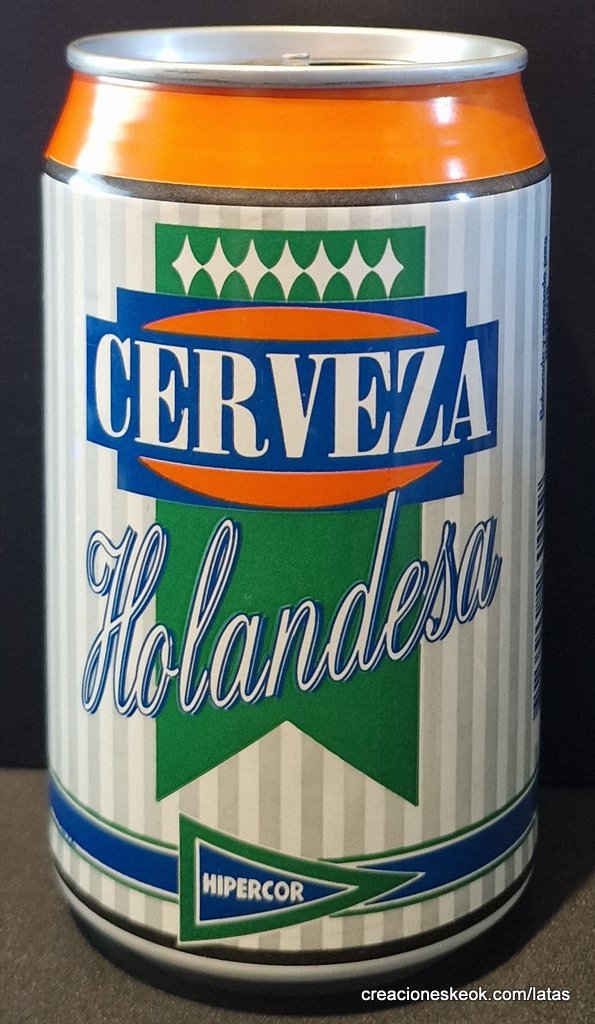 CERVEZA
Holandesa
HIPERCOR
creacioneskeok.com/latas